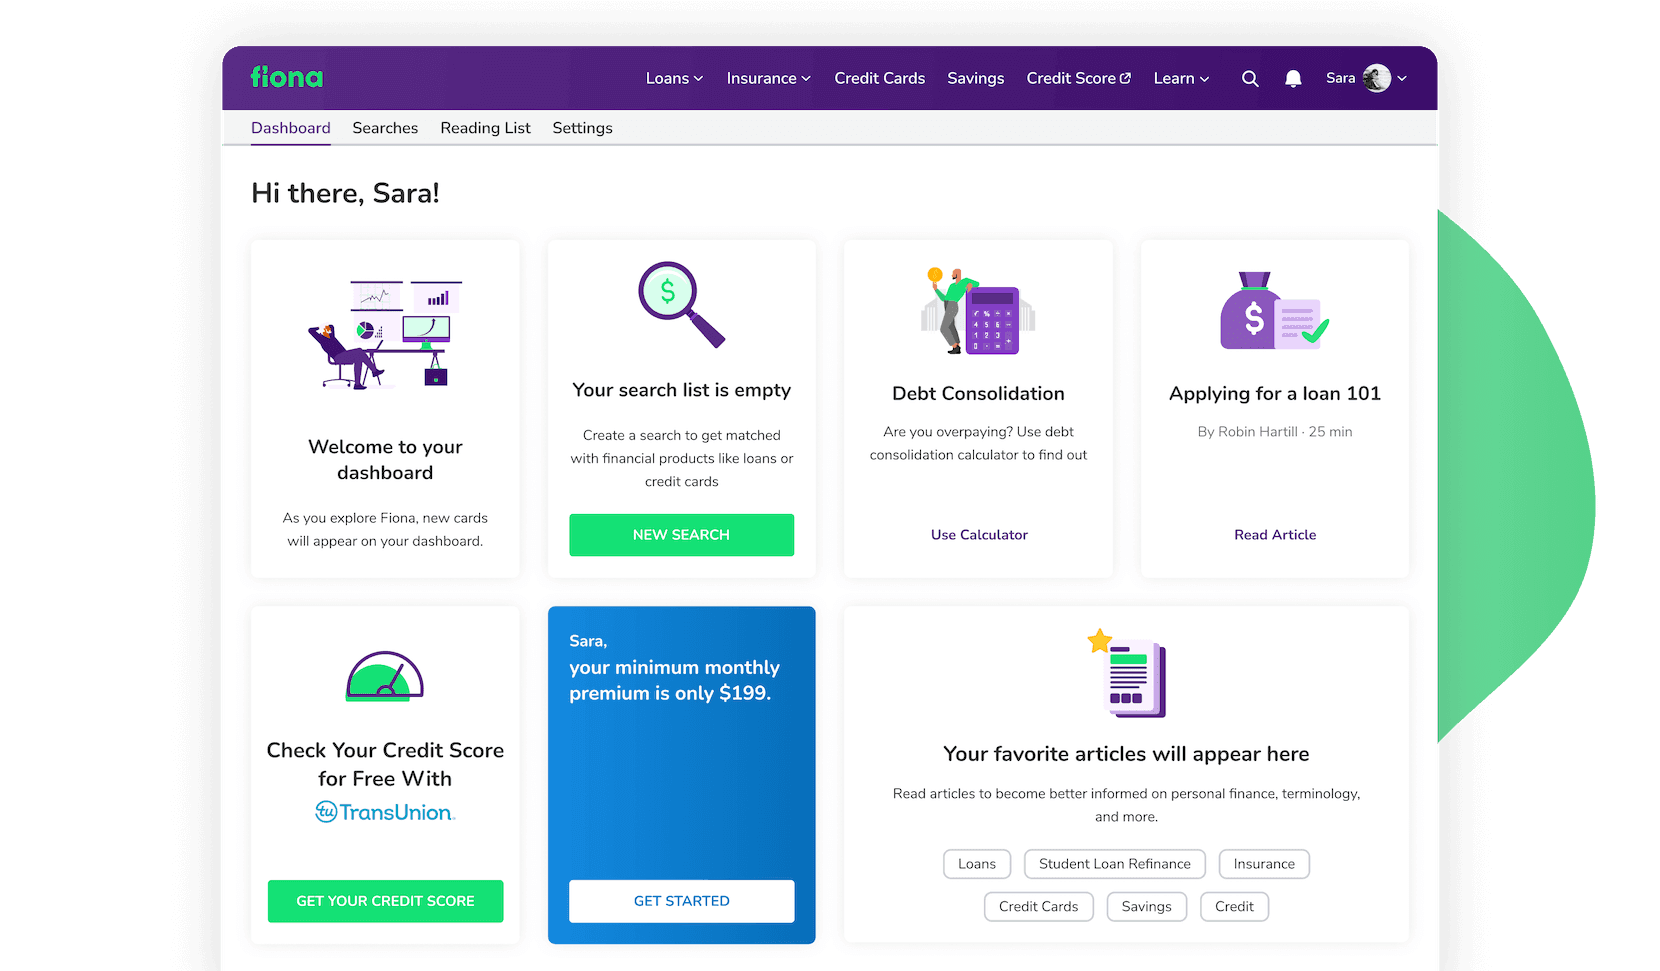 fiona
Loans
Insurance
Credit Cards
Savings
Credit Score
Learn
Sara
Dashboard
Searches
Reading List
Settings
Hi there, Sara!
Welcome to your
dashboard
As you explore Fiona, new cards
will appear on your dashboard.
$
Your search list is empty
Create a search to get matched
with financial products like loans or
credit cards
NEW SEARCH
Debt Consolidation
Are you overpaying? Use debt
consolidation calculator to find out
Use Calculator
$
Applying for a loan 101
By Robin Hartill · 25 min
Read Article
Check Your Credit Score
for Free With
tu TransUnion.
GET YOUR CREDIT SCORE
Sara,
your minimum monthly
premium is only $199.
GET STARTED
Your favorite articles will appear here
Read articles to become better informed on personal finance, terminology,
and more.
Loans
Student Loan Refinance
Insurance
Credit Cards
Savings
Credit